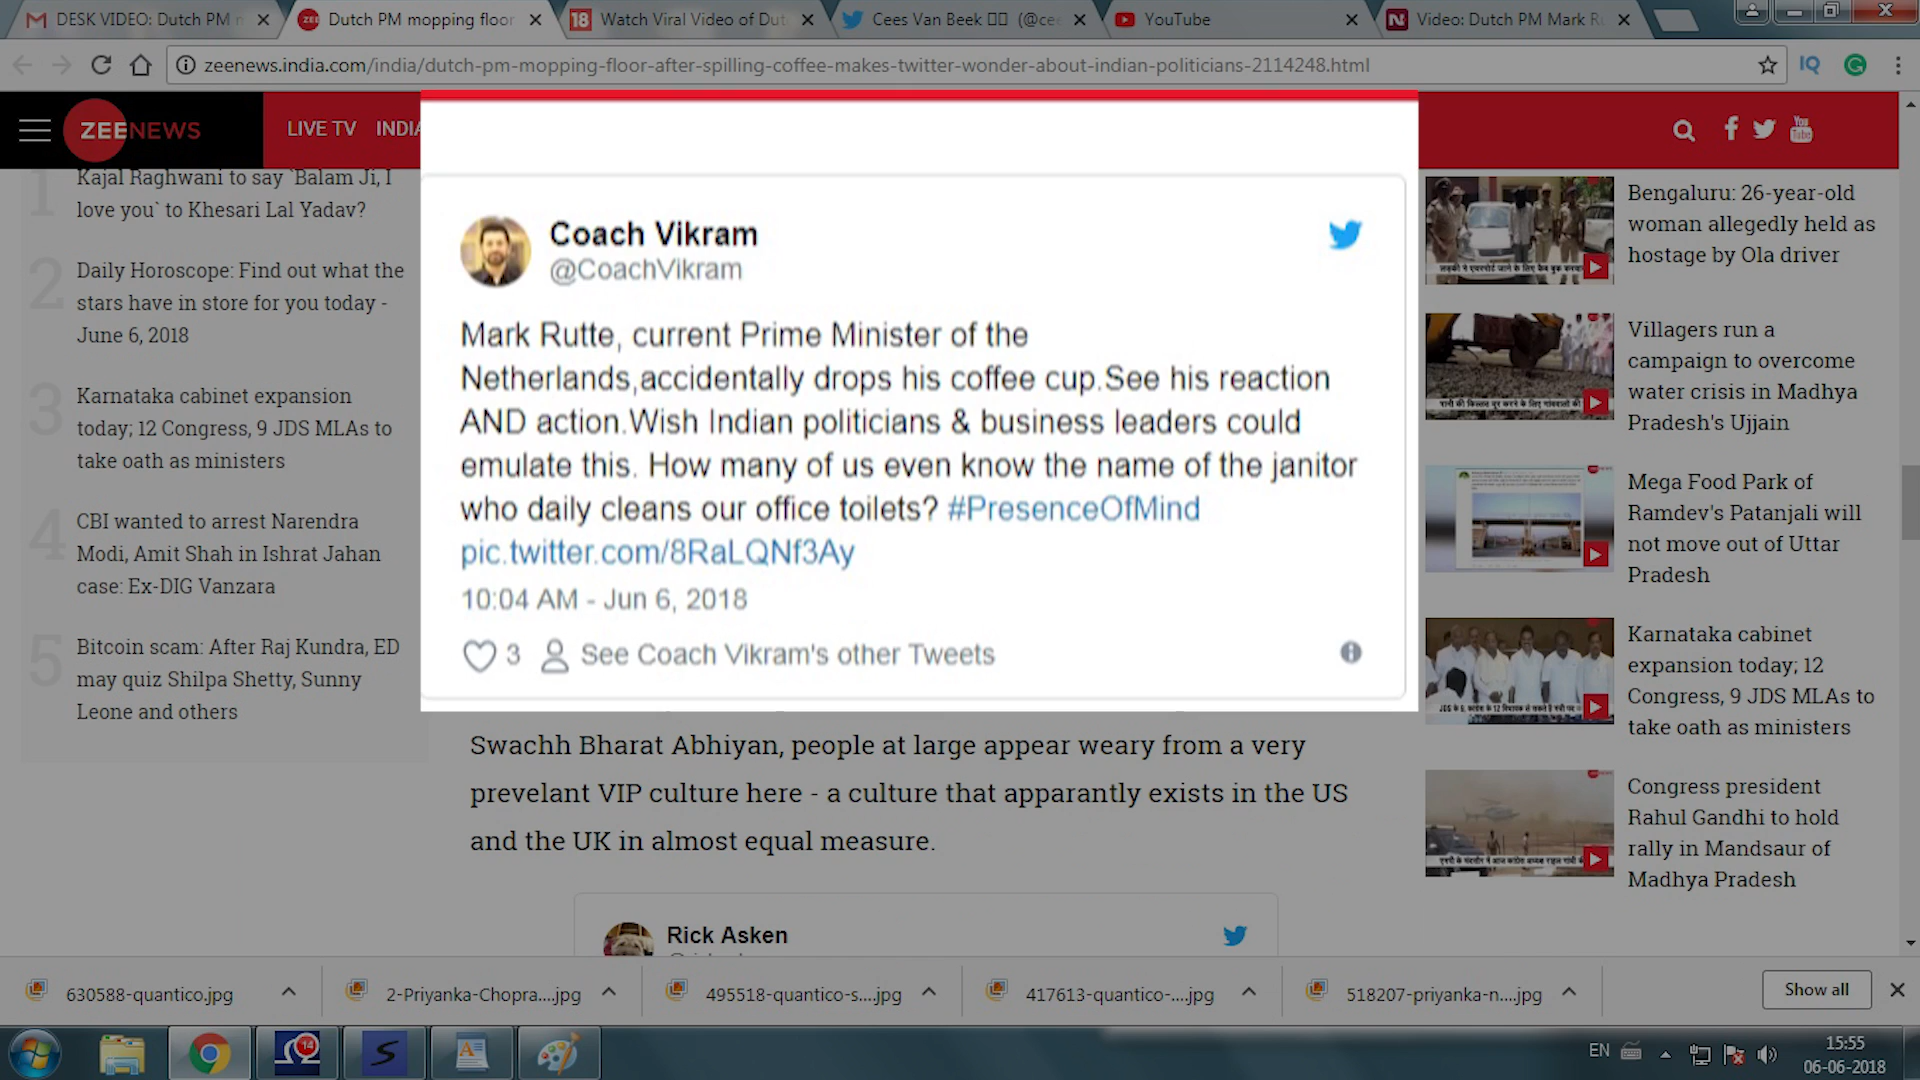 DESK VIDEO: Dutch PM
Dutch PM mopping floor
Watch Viral Video of Dut
Cees Van Beek
YouTube
Video: Dutch PM Mark R
zeenews.india.com/india/dutch-pm-mopping-floor-after-spilling-coffee-makes-twitter-wonder-about-indian-politicians-2114248.html
IQ
ZEENEWS
LIVE TV INDIA
You
Tube
1
Kajal Raghwani to say `Balam Ji, I
love you` to Khesari Lal Yadav?
2
Daily Horoscope: Find out what the
stars have in store for you today -
June 6, 2018
3
Karnataka cabinet expansion
today; 12 Congress, 9 JDS MLAs to
take oath as ministers
4
CBI wanted to arrest Narendra
Modi, Amit Shah in Ishrat Jahan
case: Ex-DIG Vanzara
5
Bitcoin scam: After Raj Kundra, ED
may quiz Shilpa Shetty, Sunny
Leone and others
Coach Vikram
@CoachVikram
Mark Rutte, current Prime Minister of the
Netherlands,accidentally drops his coffee cup.See his reaction
AND action.Wish Indian politicians & business leaders could
emulate this. How many of us even know the name of the janitor
who daily cleans our office toilets? #PresenceOfMind
pic.twitter.com/8RaLQNf3Ay
10:04 AM - Jun 6, 2018
3 See Coach Vikram's other Tweets
Swachh Bharat Abhiyan, people at large appear weary from a very
prevelant VIP culture here - a culture that apparantly exists in the US
and the UK in almost equal measure.
Rick Asken
Bengaluru: 26-year-old
woman allegedly held as
hostage by Ola driver
Villagers run a
campaign to overcome
water crisis in Madhya
Pradesh's Ujjain
Mega Food Park of
Ramdev's Patanjali will
not move out of Uttar
Pradesh
Karnataka cabinet
expansion today; 12
Congress, 9 JDS MLAs to
take oath as ministers
Congress president
Rahul Gandhi to hold
rally in Mandsaur of
Madhya Pradesh
630588-quantico.jpg
2-Priyanka-Chopra....jpg
495518-quantico-s....jpg
417613-quantico-....jpg
518207-priyanka-n....jpg
Show all
14
EN
15:55
06-06-2018